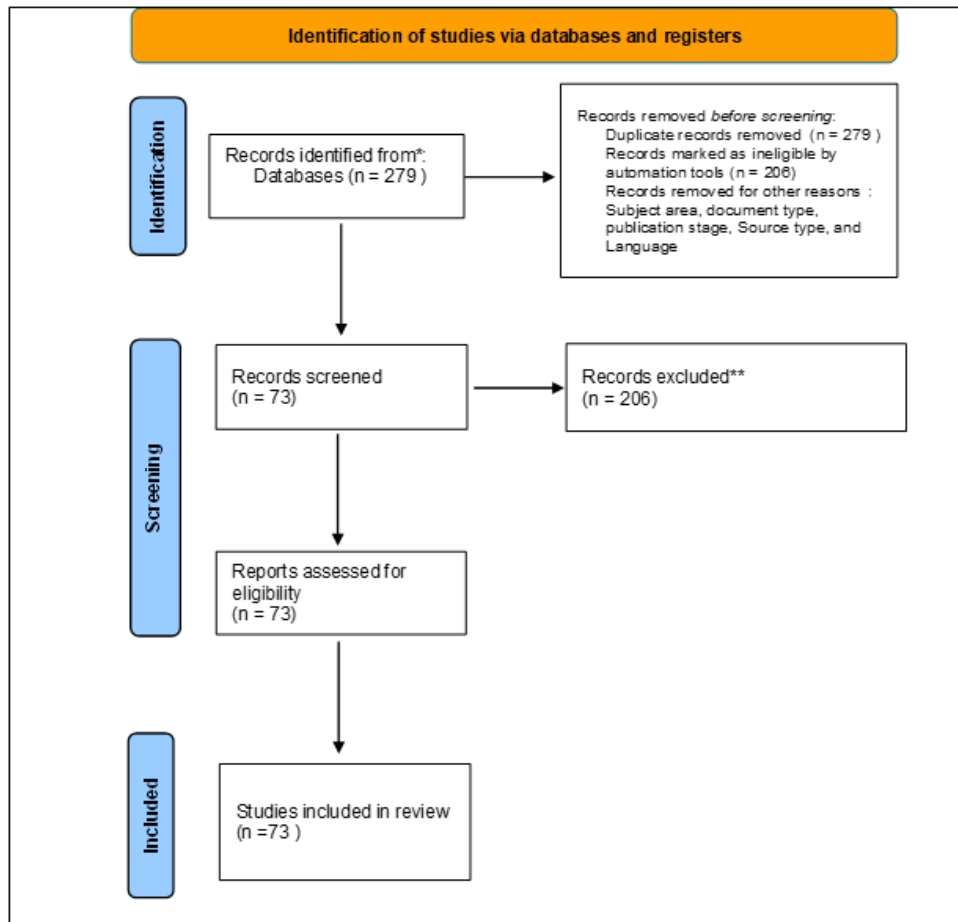 Identification of studies via databases and registers
Identification
Records identified from*:
Databases (n = 279 )
Records removed before screening:
Duplicate records removed (n = 279 )
Records marked as ineligible by
automation tools (n = 206)
Records removed for other reasons :
Subject area, document type,
publication stage, Source type, and
Language
Screening
Records screened
(n = 73)
Records excluded**
(n = 206)
Reports assessed for
eligibility
(n = 73)
Included
Studies included in review
(n =73 )